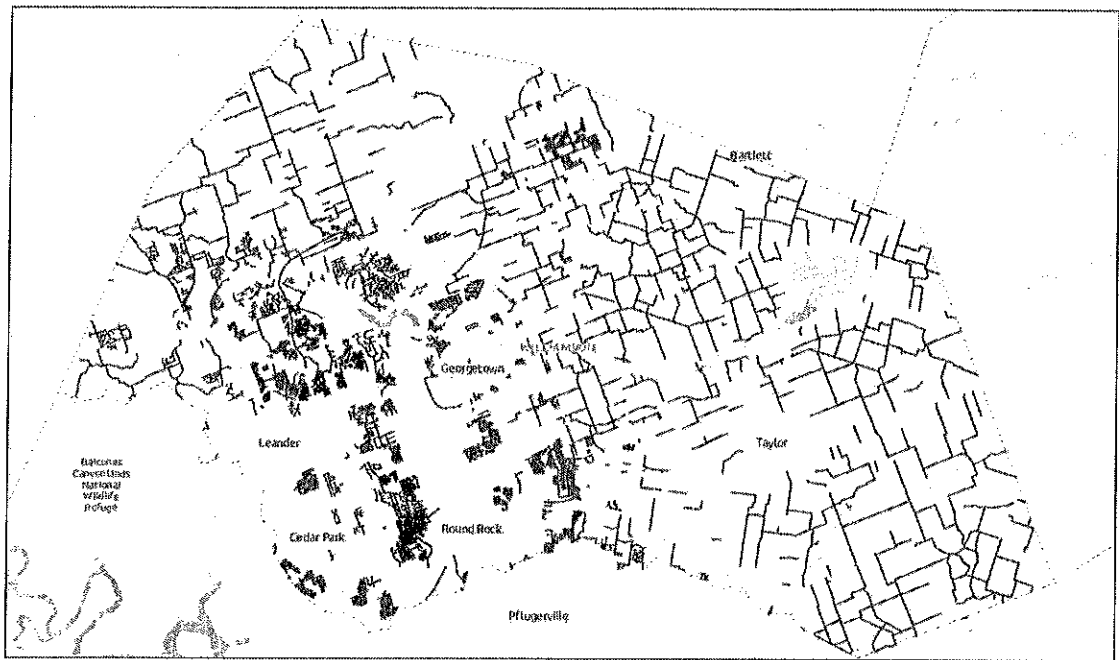 Bartlett
Georgetown
Leander
Taylor
Balcones
Canyonlands
National
Wildlife
Refuge
Round Rock
Cedar Park
Pflugerville